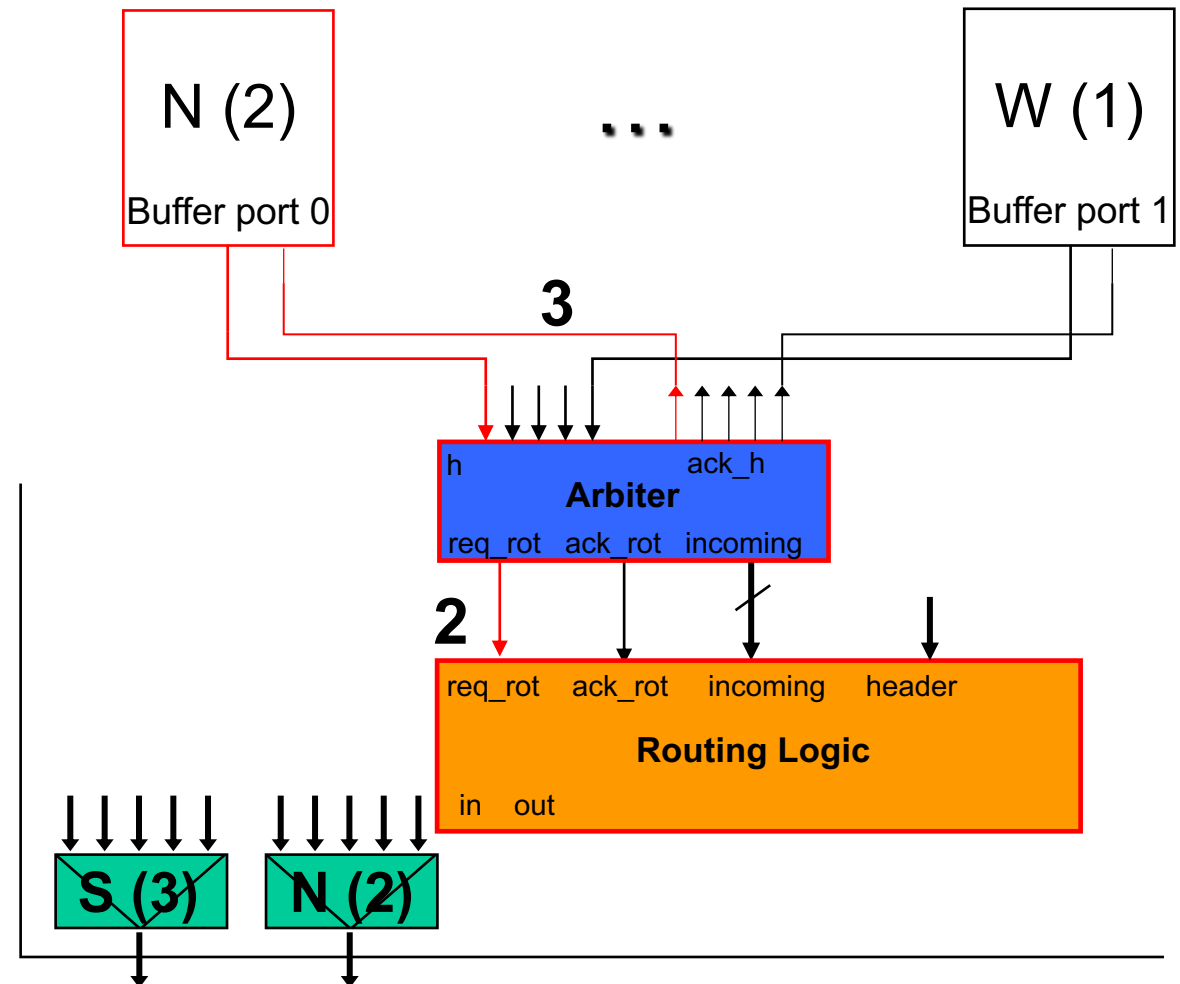 N (2)
...
W (1)
Buffer port 0
Buffer port 1
3
h
ack_h
Arbiter
req_rot ack_rot incoming
2
req_rot ack_rot incoming header
Routing Logic
in out
S (3)
N (2)